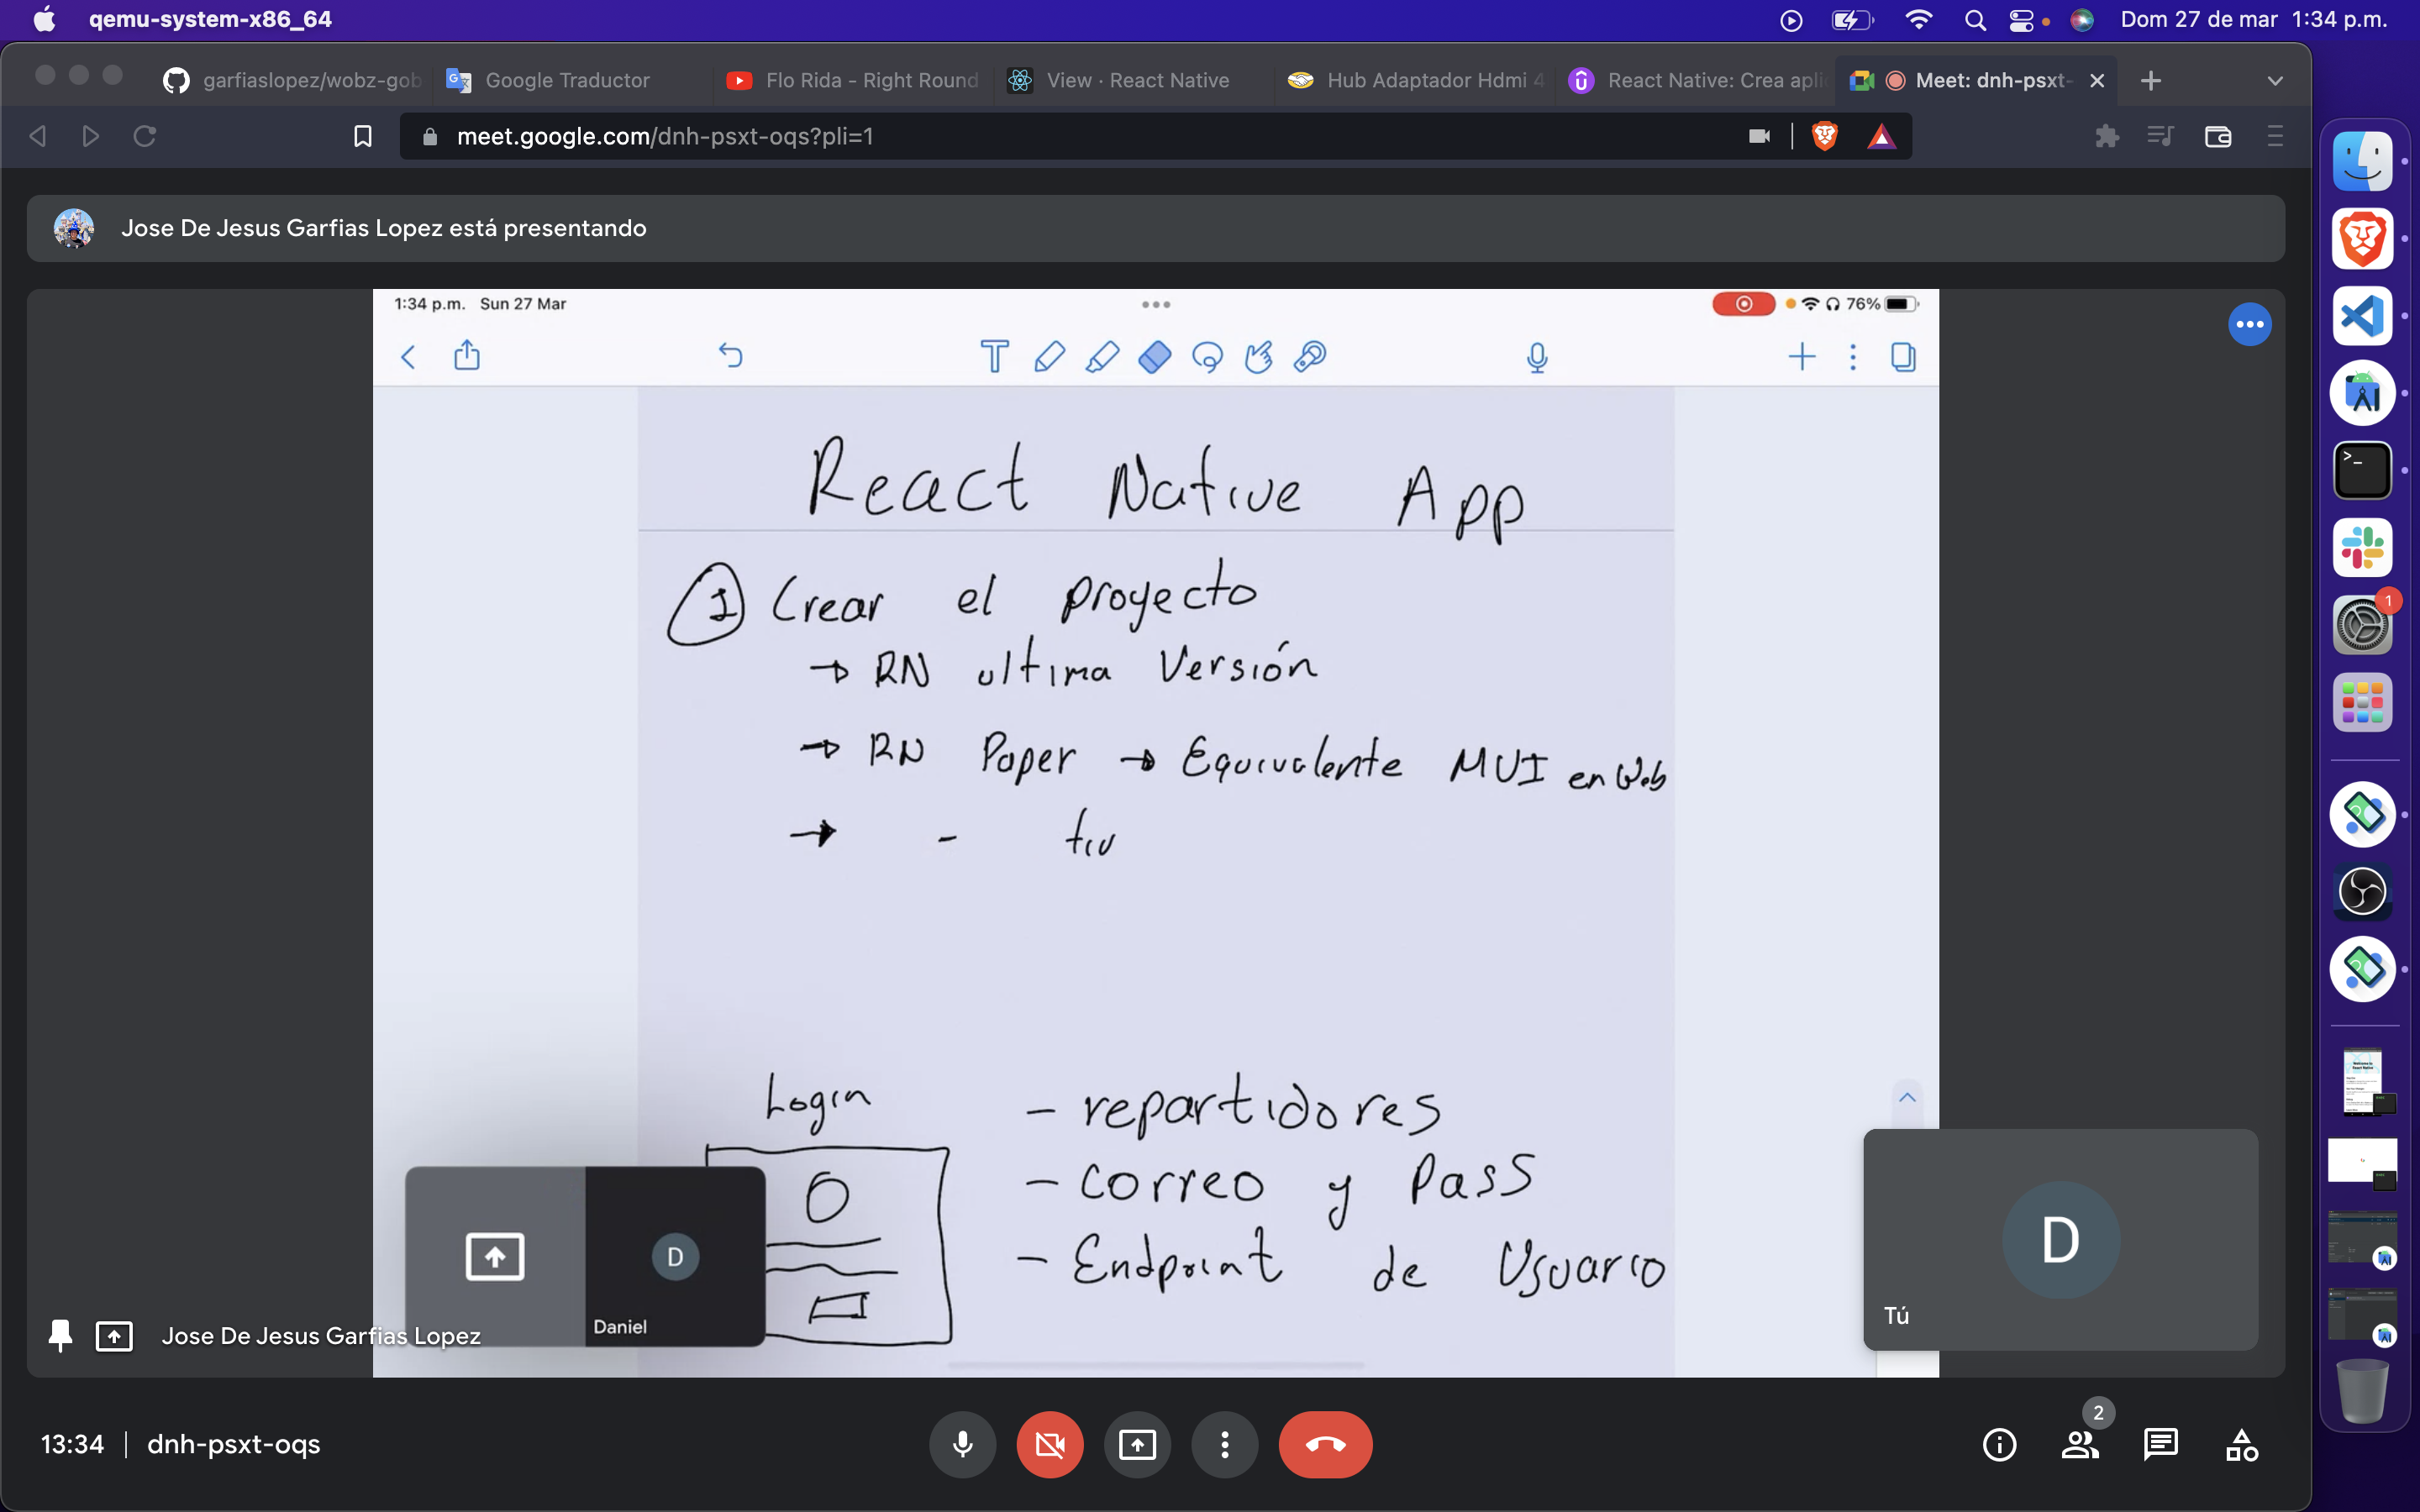 qemu-system-x86_64
Dom 27 de mar 1:34 p.m.
garfiaslopez/wobz-gob
Google Traductor
Flo Rida - Right Round
View · React Native
Hub Adaptador Hdmi 4
React Native: Crea apli
Meet: dnh-psxt-
meet.google.com/dnh-psxt-oqs?pli=1
Jose De Jesus Garfias Lopez está presentando
1:34 p.m. Sun 27 Mar
76%
React Native App
1 Crear el proyecto
→ RN ultima Versión
→ RN Paper → Equivalente MUI en Web
→ -
Login
- repartidores
- correo y Pass
- Endpoint de Usuario
D
Daniel
Jose De Jesus Garfias Lopez
D
Tú
13:34 | dnh-psxt-oqs
2
1